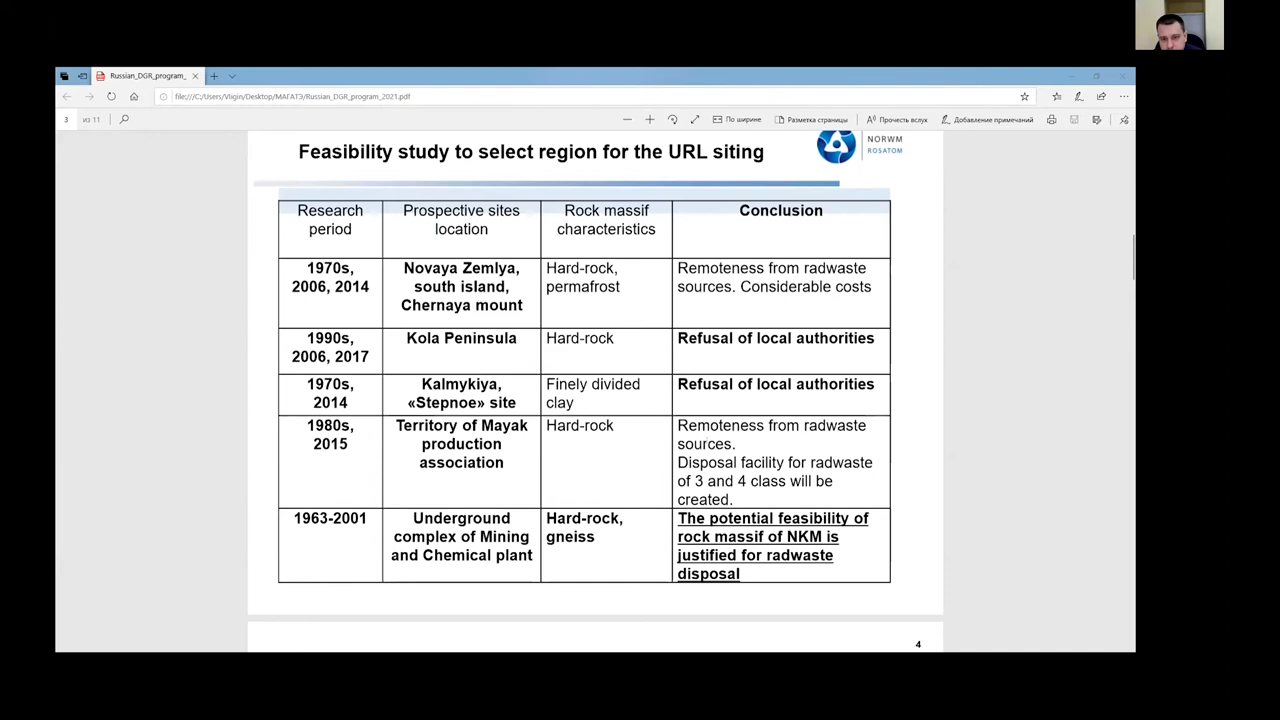 Russian_DGR_program_
file:///C:/Users/VIigin/Desktop/МАГАТЭ/Russian_DGR_program_2021.pdf
3 из 11
По ширине
Разметка страницы
Прочесть вслух
Добавление примечаний
Feasibility study to select region for the URL siting
NORWM
ROSATOM
Research
period
Prospective sites
location
Rock massif
characteristics
Conclusion
1970s,
2006, 2014
Novaya Zemlya,
south island,
Chernaya mount
Hard-rock,
permafrost
Remoteness from radwaste
sources. Considerable costs
1990s,
2006, 2017
Kola Peninsula
Hard-rock
Refusal of local authorities
1970s,
2014
Kalmykiya,
«Stepnoe» site
Finely divided
clay
Refusal of local authorities
1980s,
2015
Territory of Mayak
production
association
Hard-rock
Remoteness from radwaste
sources.
Disposal facility for radwaste
of 3 and 4 class will be
created.
1963-2001
Underground
complex of Mining
and Chemical plant
Hard-rock,
gneiss
The potential feasibility of
rock massif of NKM is
justified for radwaste
disposal
4